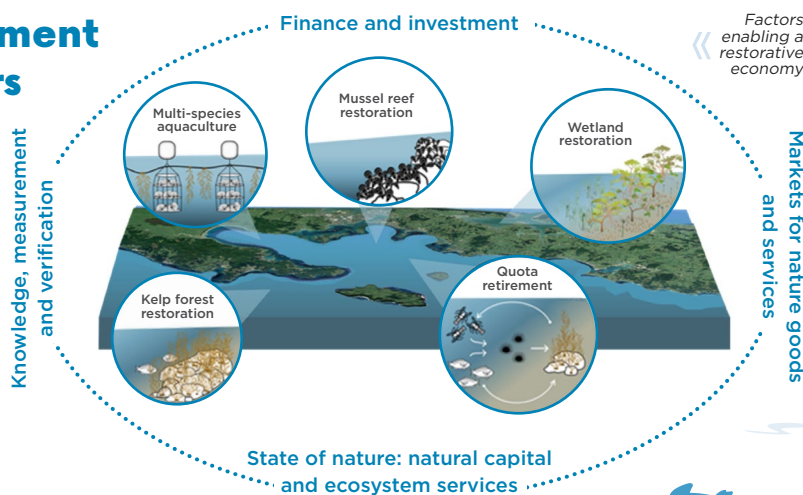 Finance and investment
Factors
enabling a
restorative
economy
Multi-species
aquaculture
Mussel reef
restoration
Wetland
restoration
Knowledge, measurement
and verification
Markets for nature goods
and services
Kelp forest
restoration
Quota
retirement
State of nature: natural capital
and ecosystem services